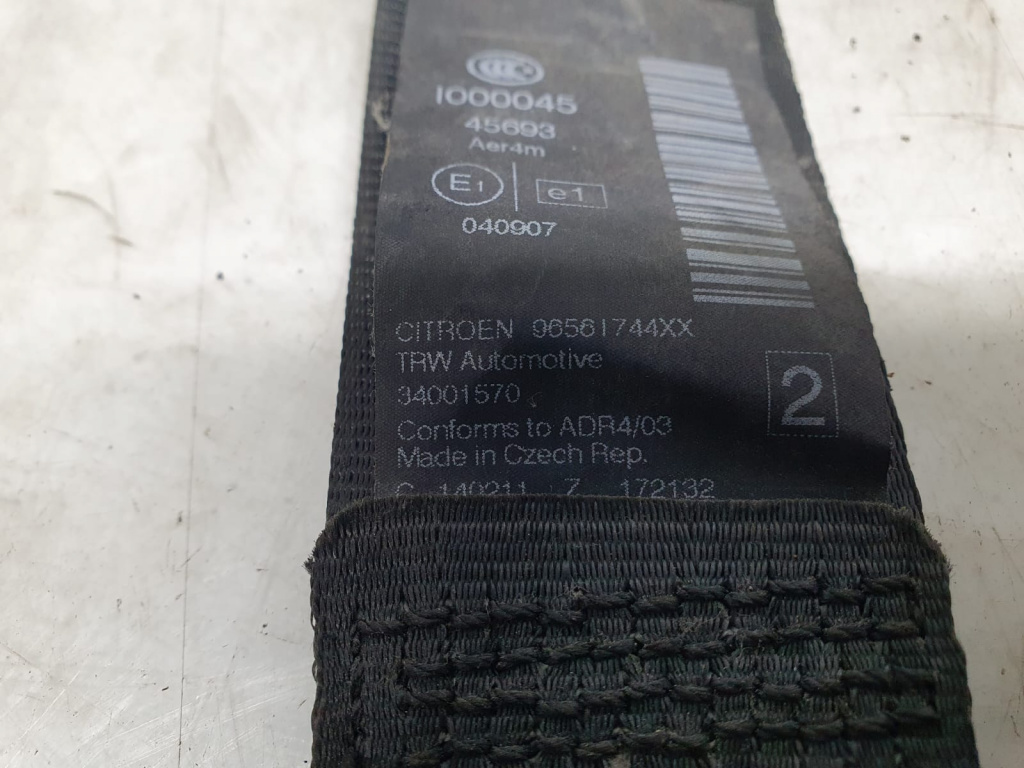 I000045
45693
Aer4m
E1 e1
040907
CITROEN 96561744XX
TRW Automotive
34001570
2
Conforms to ADR4/03
Made in Czech Rep.
C 140211 Z 172132